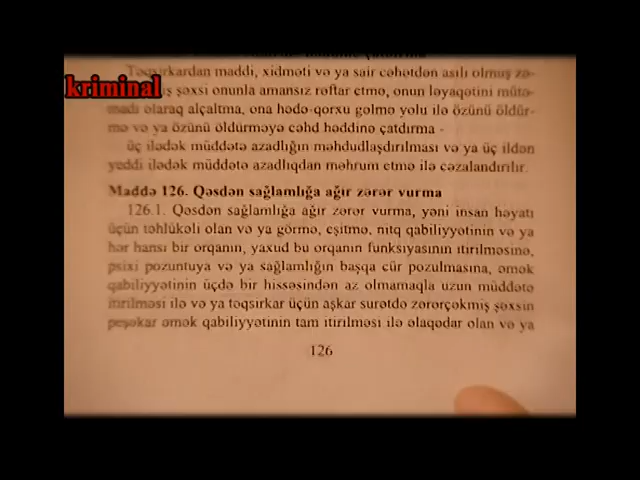 Təqsirkardan maddi, xidməti və ya sair cəhətdən asılı olmuş zə-
kriminal
şəxsi onunla amansız rəftar etmə, onun ləyaqətini mütə-
madi olaraq alçaltma, ona hədə-qorxu gəlmə yolu ilə özünü öldür-
mə və ya özünü öldürməyə cəhd həddinə çatdırma -
üç ilədək müddətə azadlığın məhdudlaşdırılması və ya üç ildən
yeddi ilədək müddətə azadlıqdan məhrum etmə ilə cəzalandırılır.
Maddə 126. Qəsdən sağlamlığa ağır zərər vurma
126.1. Qəsdən sağlamlığa ağır zərər vurma, yəni insan həyatı
üçün təhlükəli olan və ya görmə, eşitmə, nitq qabiliyyətinin və ya
hər hansı bir orqanın, yaxud bu orqanın funksiyasının itirilməsinə,
psixi pozuntuya və ya sağlamlığın başqa cür pozulmasına, əmək
qabiliyyətinin üçdə bir hissəsindən az olmamaqla uzun müddətə
itirilməsi ilə və ya təqsirkar üçün aşkar surətdə zərərçəkmiş şəxsin
peşəkar əmək qabiliyyətinin tam itirilməsi ilə əlaqədar olan və ya
126